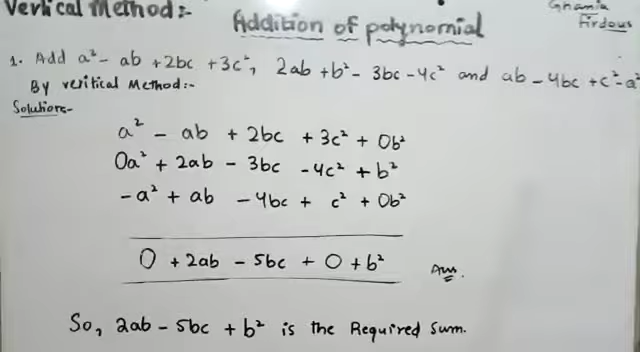 Vertical Method:-
Addition of polynomial
Ghania
Firdous
1. Add a² - ab + 2bc + 3c², 2ab + b² - 3bc - 4c² and ab - 4bc + c² - a²
By veritical Method:-
Solution:-
a² - ab + 2bc + 3c² + 0b²
0a² + 2ab - 3bc - 4c² + b²
-a² + ab - 4bc + c² + 0b²
0 + 2ab - 5bc + 0 + b² Ans.
So, 2ab - 5bc + b² is the Required Sum.